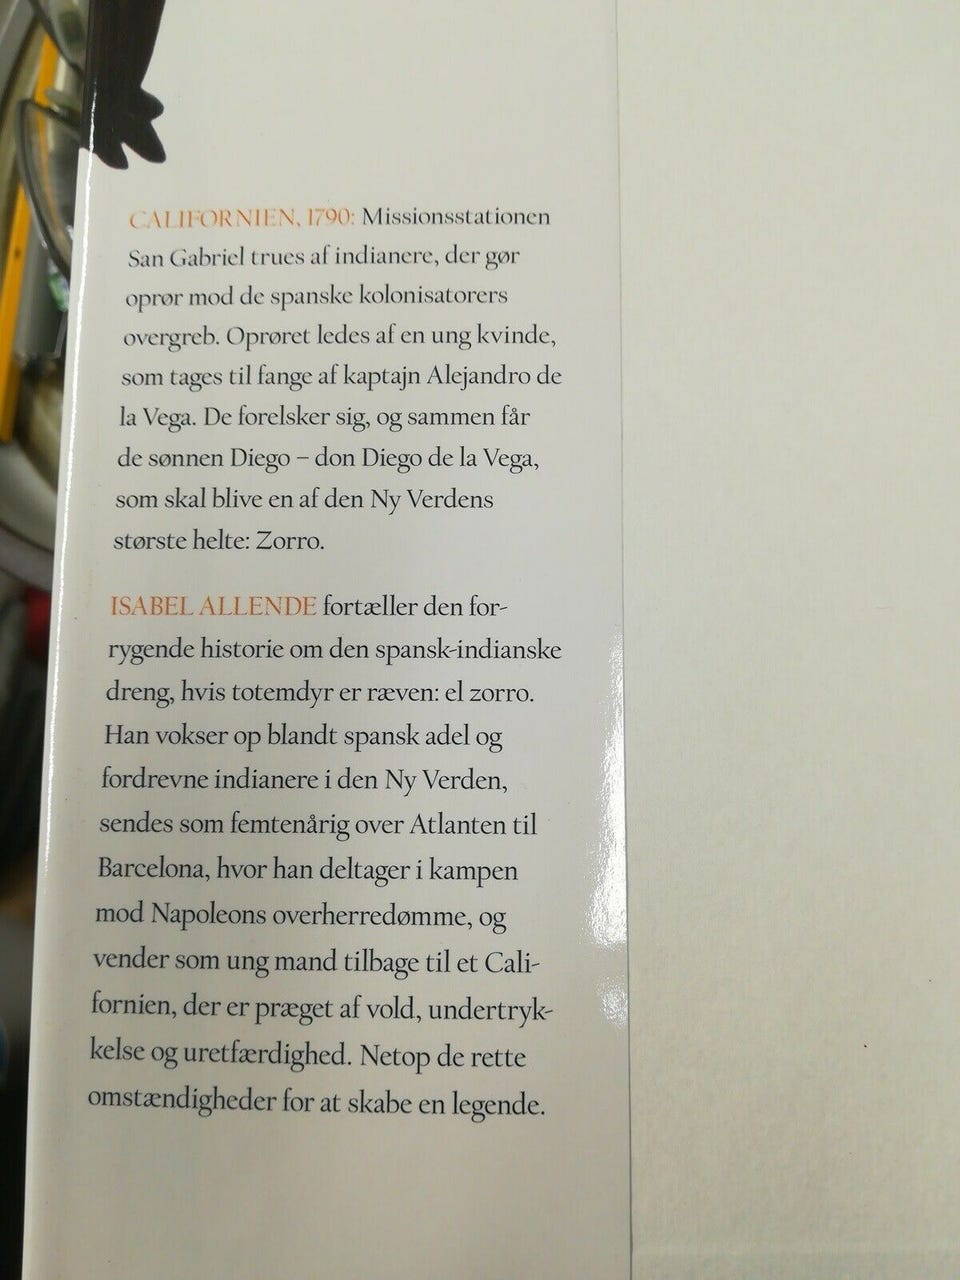 CALIFORNIEN, 1790: Missionsstationen
San Gabriel trues af indianere, der gør
oprør mod de spanske kolonisatorers
overgreb. Oprøret ledes af en ung kvinde,
som tages til fange af kaptajn Alejandro de
la Vega. De forelsker sig, og sammen får
de sønnen Diego – don Diego de la Vega,
som skal blive en af den Ny Verdens
største helte: Zorro.
ISABEL ALLENDE fortæller den for-
rygende historie om den spansk-indianske
dreng, hvis totemdyr er ræven: el zorro.
Han vokser op blandt spansk adel og
fordrevne indianere i den Ny Verden,
sendes som femtenårig over Atlanten til
Barcelona, hvor han deltager i kampen
mod Napoleons overherredømme, og
vender som ung mand tilbage til et Cali-
fornien, der er præget af vold, undertryk-
kelse og uretfærdighed. Netop de rette
omstændigheder for at skabe en legende.